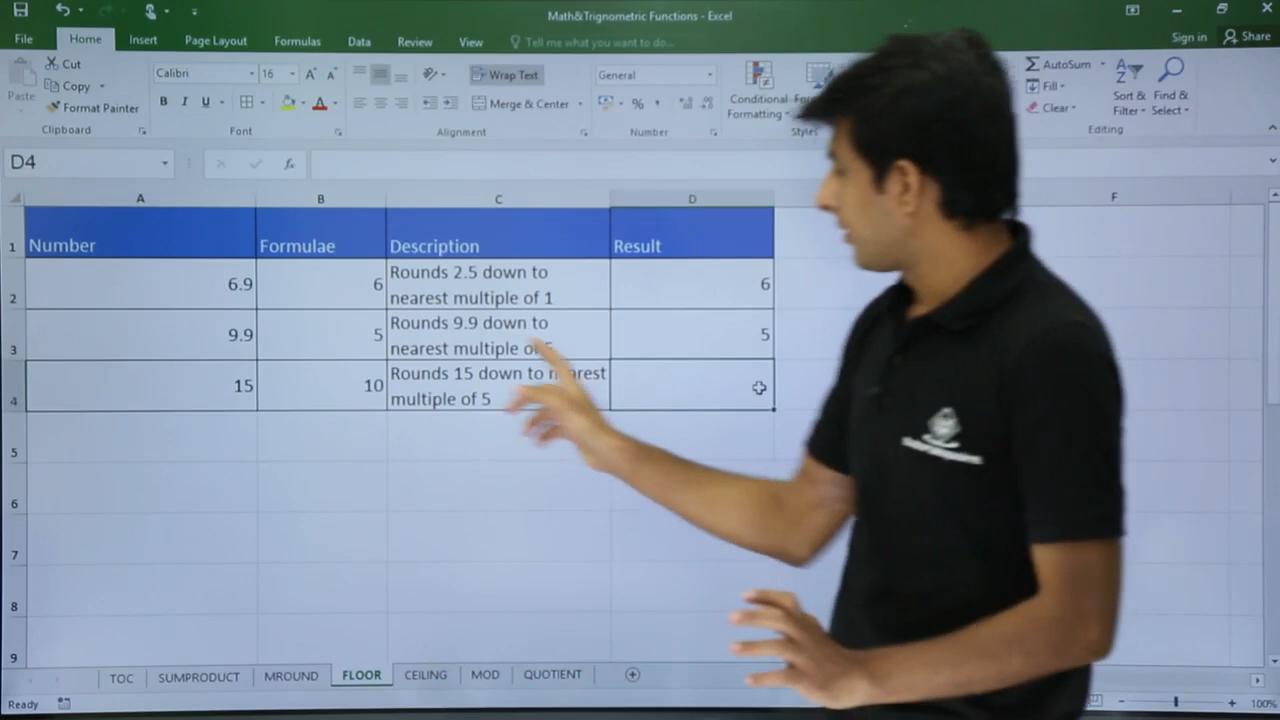 Math&Trignometric Functions - Excel
File Home Insert Page Layout Formulas Data Review View Tell me what you want to do... Sign in Share
Paste
Cut
Copy
Format Painter
Clipboard
Calibri 16
B I U
Font
Wrap Text
Merge & Center
Alignment
General
Number
Conditional
Formatting
Styles
AutoSum
Fill
Clear
Sort &
Filter
Find &
Select
Editing
D4
fx
A B C D F
1 Number Formulae Description Result
2 6.9 6 Rounds 2.5 down to
nearest multiple of 1 6
3 9.9 5 Rounds 9.9 down to
nearest multiple of 5
4 15 10 Rounds 15 down to nearest
multiple of 5
5
6
7
8
9
TOC SUMPRODUCT MROUND FLOOR CEILING MOD QUOTIENT
Ready
100%